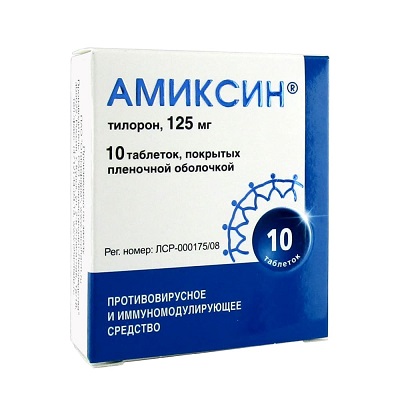 АМИКСИН®
тилорон, 125 мг
10 таблеток, покрытых
пленочной оболочкой
Рег. номер: ЛСР-000175/08
10
таблеток
ПРОТИВОВИРУСНОЕ
И ИММУНОМОДУЛИРУЮЩЕЕ
СРЕДСТВО